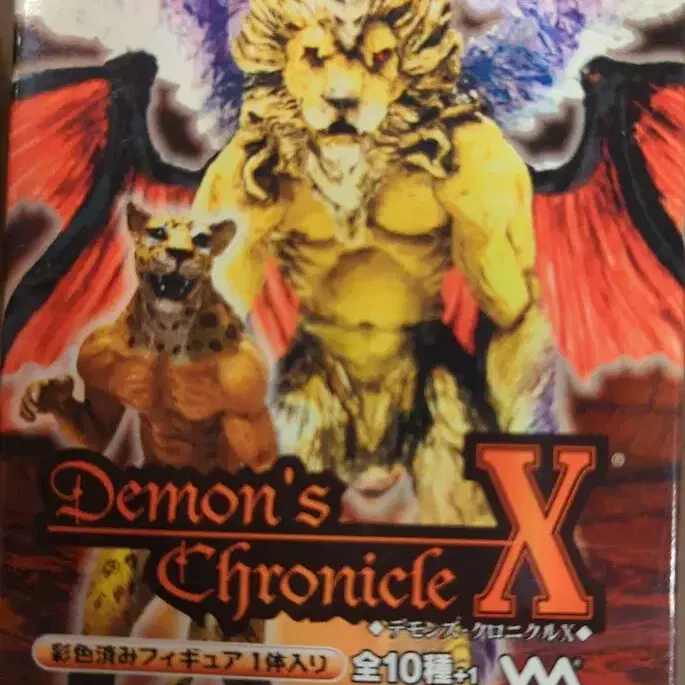 Demon's
Chronicle X®
◆デモンズ・クロニクルX◆
彩色済みフィギュア 1体入り
全10種+1